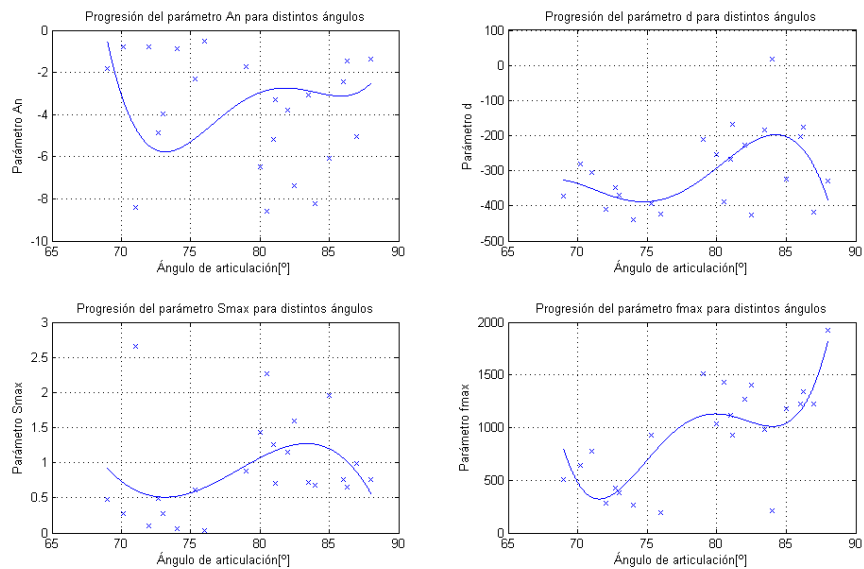 Progresión del parámetro An para distintos ángulos
0
-2
-4
-6
-8
-10
Parámetro An
65 70 75 80 85 90
Ángulo de articulación[º]
Progresión del parámetro d para distintos ángulos
100
0
-100
-200
-300
-400
-500
Parámetro d
65 70 75 80 85 90
Ángulo de articulación[º]
Progresión del parámetro Smax para distintos ángulos
3
2.5
2
1.5
1
0.5
0
Parámetro Smax
65 70 75 80 85 90
Ángulo de articulación[º]
Progresión del parámetro fmax para distintos ángulos
2000
1500
1000
500
0
Parámetro fmax
65 70 75 80 85 90
Ángulo de articulación[º]